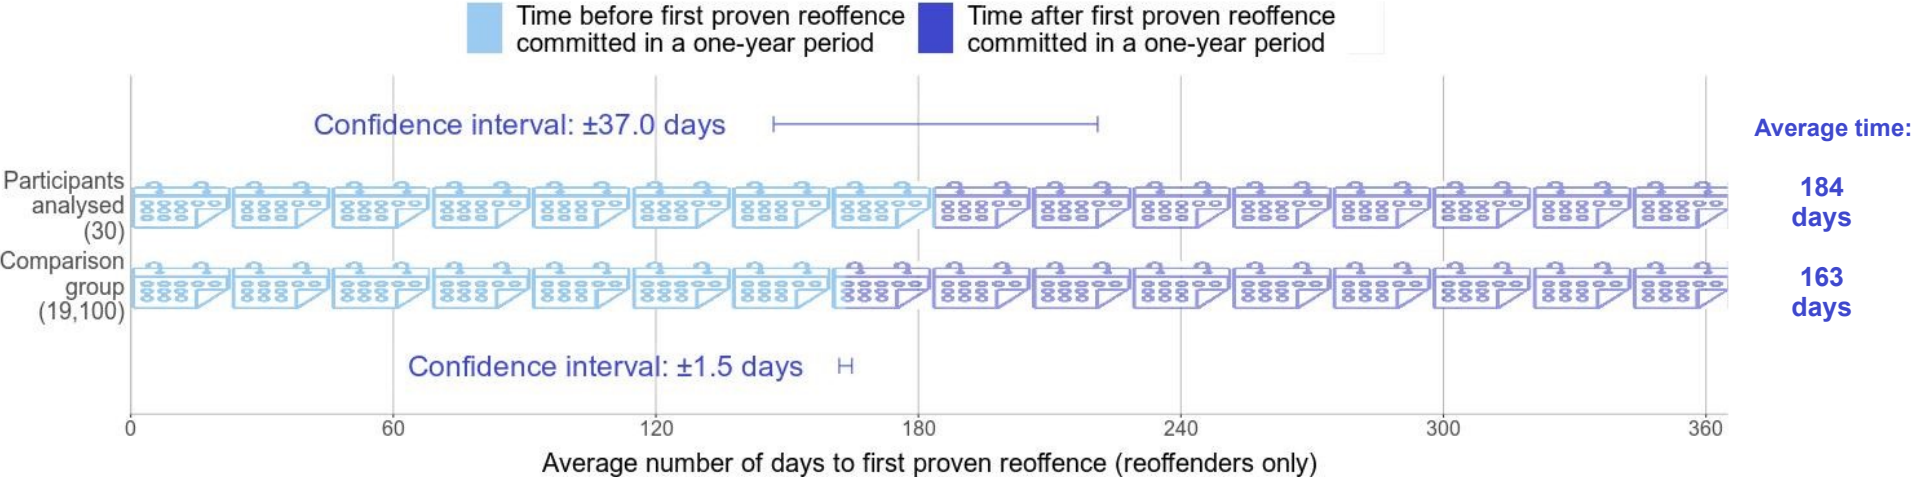 Time before first proven reoffence
committed in a one-year period
Time after first proven reoffence
committed in a one-year period
Confidence interval: ±37.0 days
Average time:
Participants
analysed
(30)
184
days
Comparison
group
(19,100)
163
days
Confidence interval: ±1.5 days
0 60 120 180 240 300 360
Average number of days to first proven reoffence (reoffenders only)